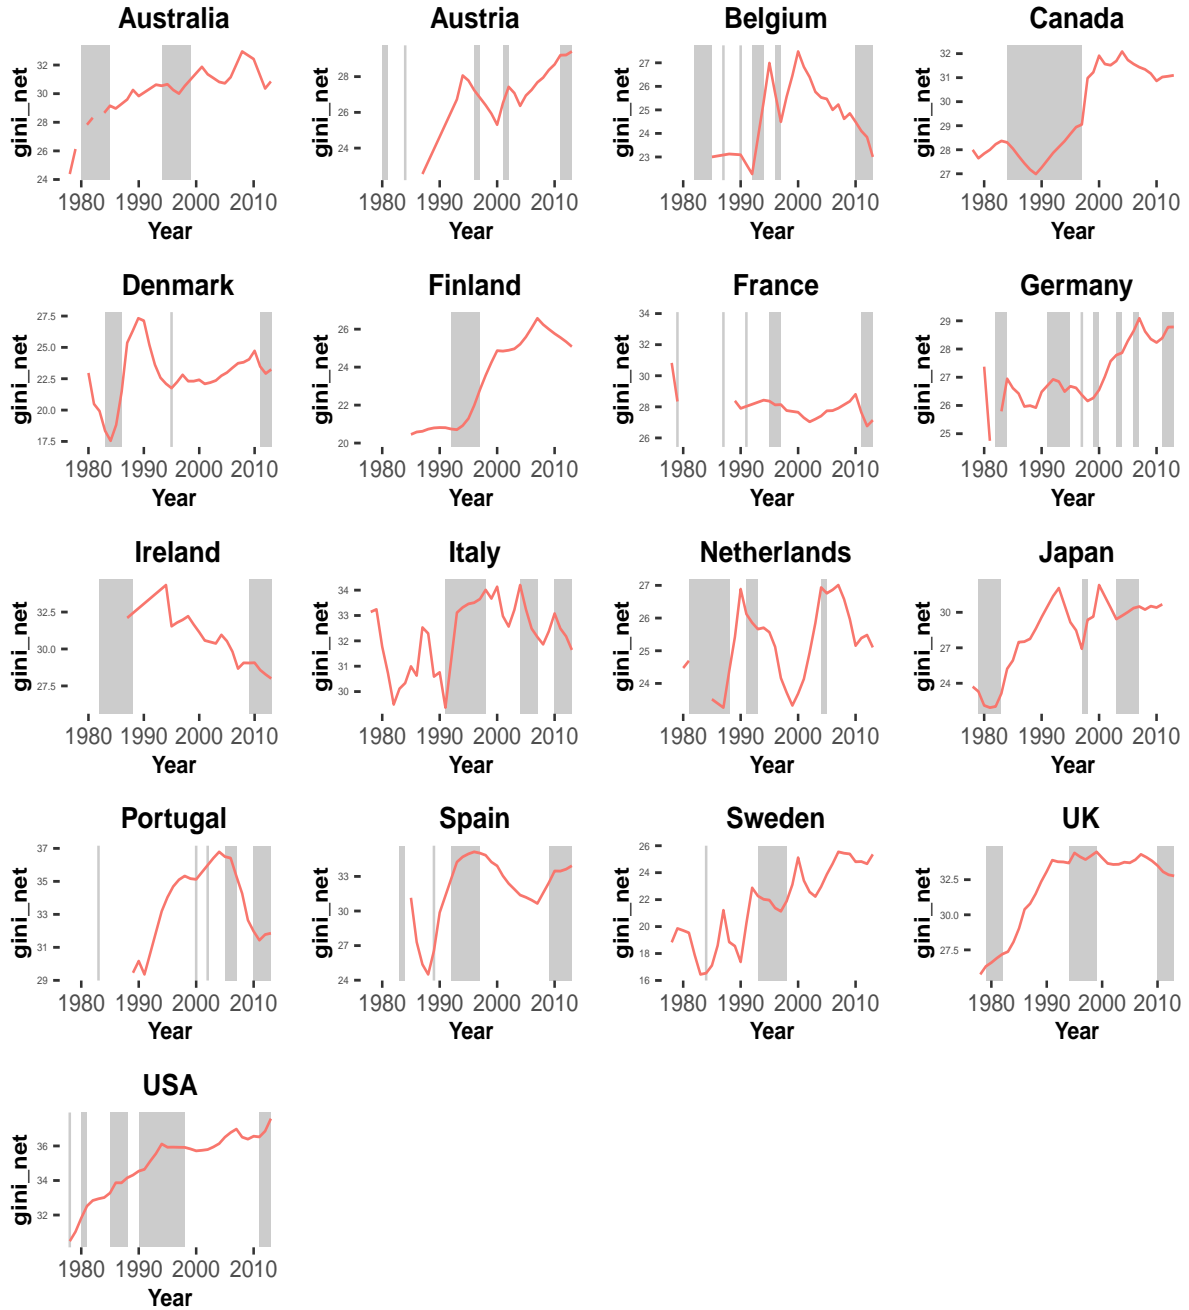 Australia Austria Belgium Canada
gini_net 32 30 28 26 24 gini_net 28 26 24 gini_net 27 26 25 24 23 gini_net 32 31 30 29 28 27
1980 1990 2000 2010 1980 1990 2000 2010 1980 1990 2000 2010 1980 1990 2000 2010
Year Year Year Year
Denmark Finland France Germany
gini_net 27.5 25.0 22.5 20.0 17.5 gini_net 26 24 22 20 gini_net 34 32 30 28 26 gini_net 29 28 27 26 25
1980 1990 2000 2010 1980 1990 2000 2010 1980 1990 2000 2010 1980 1990 2000 2010
Year Year Year Year
Ireland Italy Netherlands Japan
gini_net 32.5 30.0 27.5 gini_net 34 33 32 31 30 gini_net 27 26 25 24 gini_net 30 27 24
1980 1990 2000 2010 1980 1990 2000 2010 1980 1990 2000 2010 1980 1990 2000 2010
Year Year Year Year
Portugal Spain Sweden UK
gini_net 37 35 33 31 29 gini_net 33 30 27 24 gini_net 26 24 22 20 18 16 gini_net 32.5 30.0 27.5
1980 1990 2000 2010 1980 1990 2000 2010 1980 1990 2000 2010 1980 1990 2000 2010
Year Year Year Year
USA
gini_net 36 34 32
1980 1990 2000 2010
Year